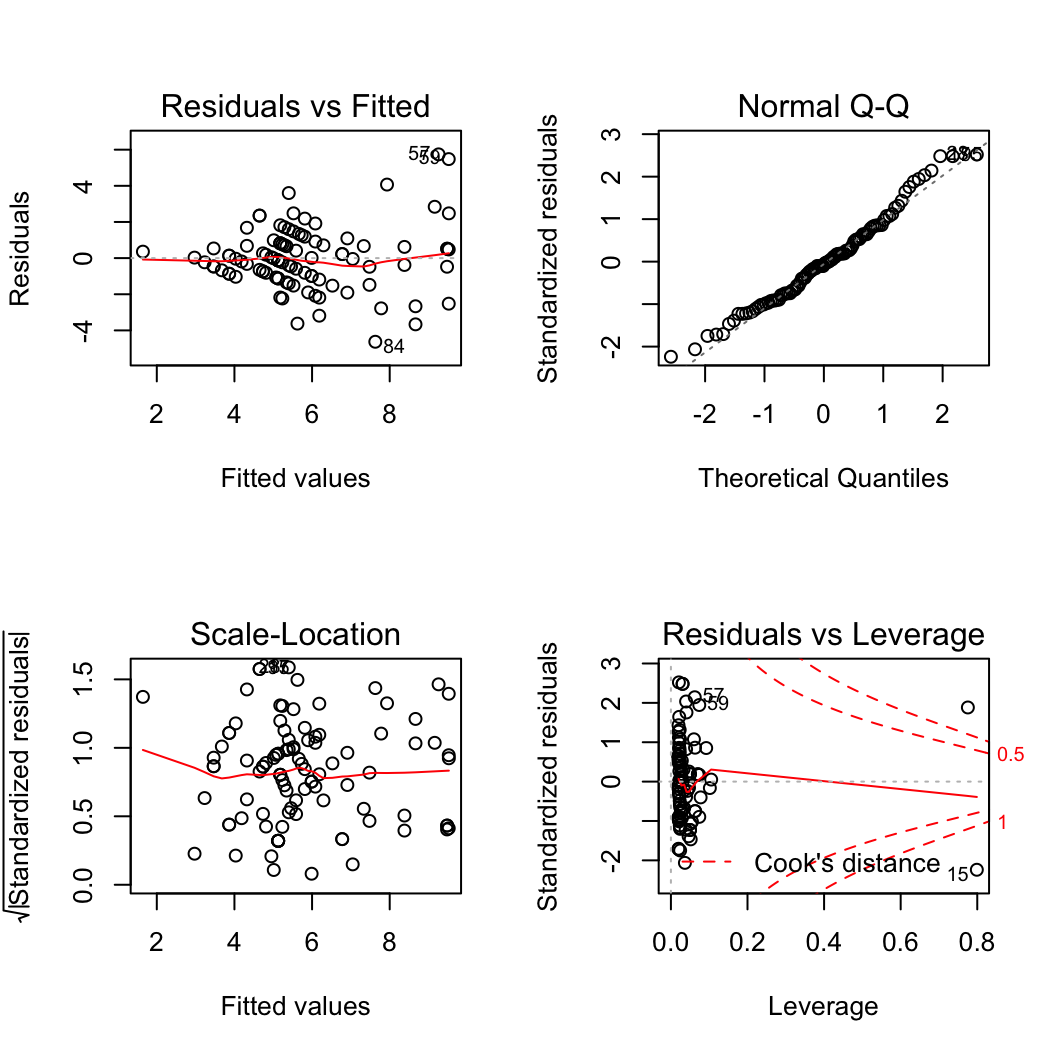 Residuals vs Fitted
Residuals
4
0
-4
57
59
84
2 4 6 8
Fitted values
Normal Q-Q
Standardized residuals
3
2
1
0
-2
-2 -1 0 1 2
Theoretical Quantiles
Scale-Location
√|Standardized residuals|
1.5
1.0
0.5
0.0
2 4 6 8
Fitted values
Residuals vs Leverage
Standardized residuals
3
2
1
0
-2
57
59
0.5
1
Cook's distance
15
0.0 0.2 0.4 0.6 0.8
Leverage